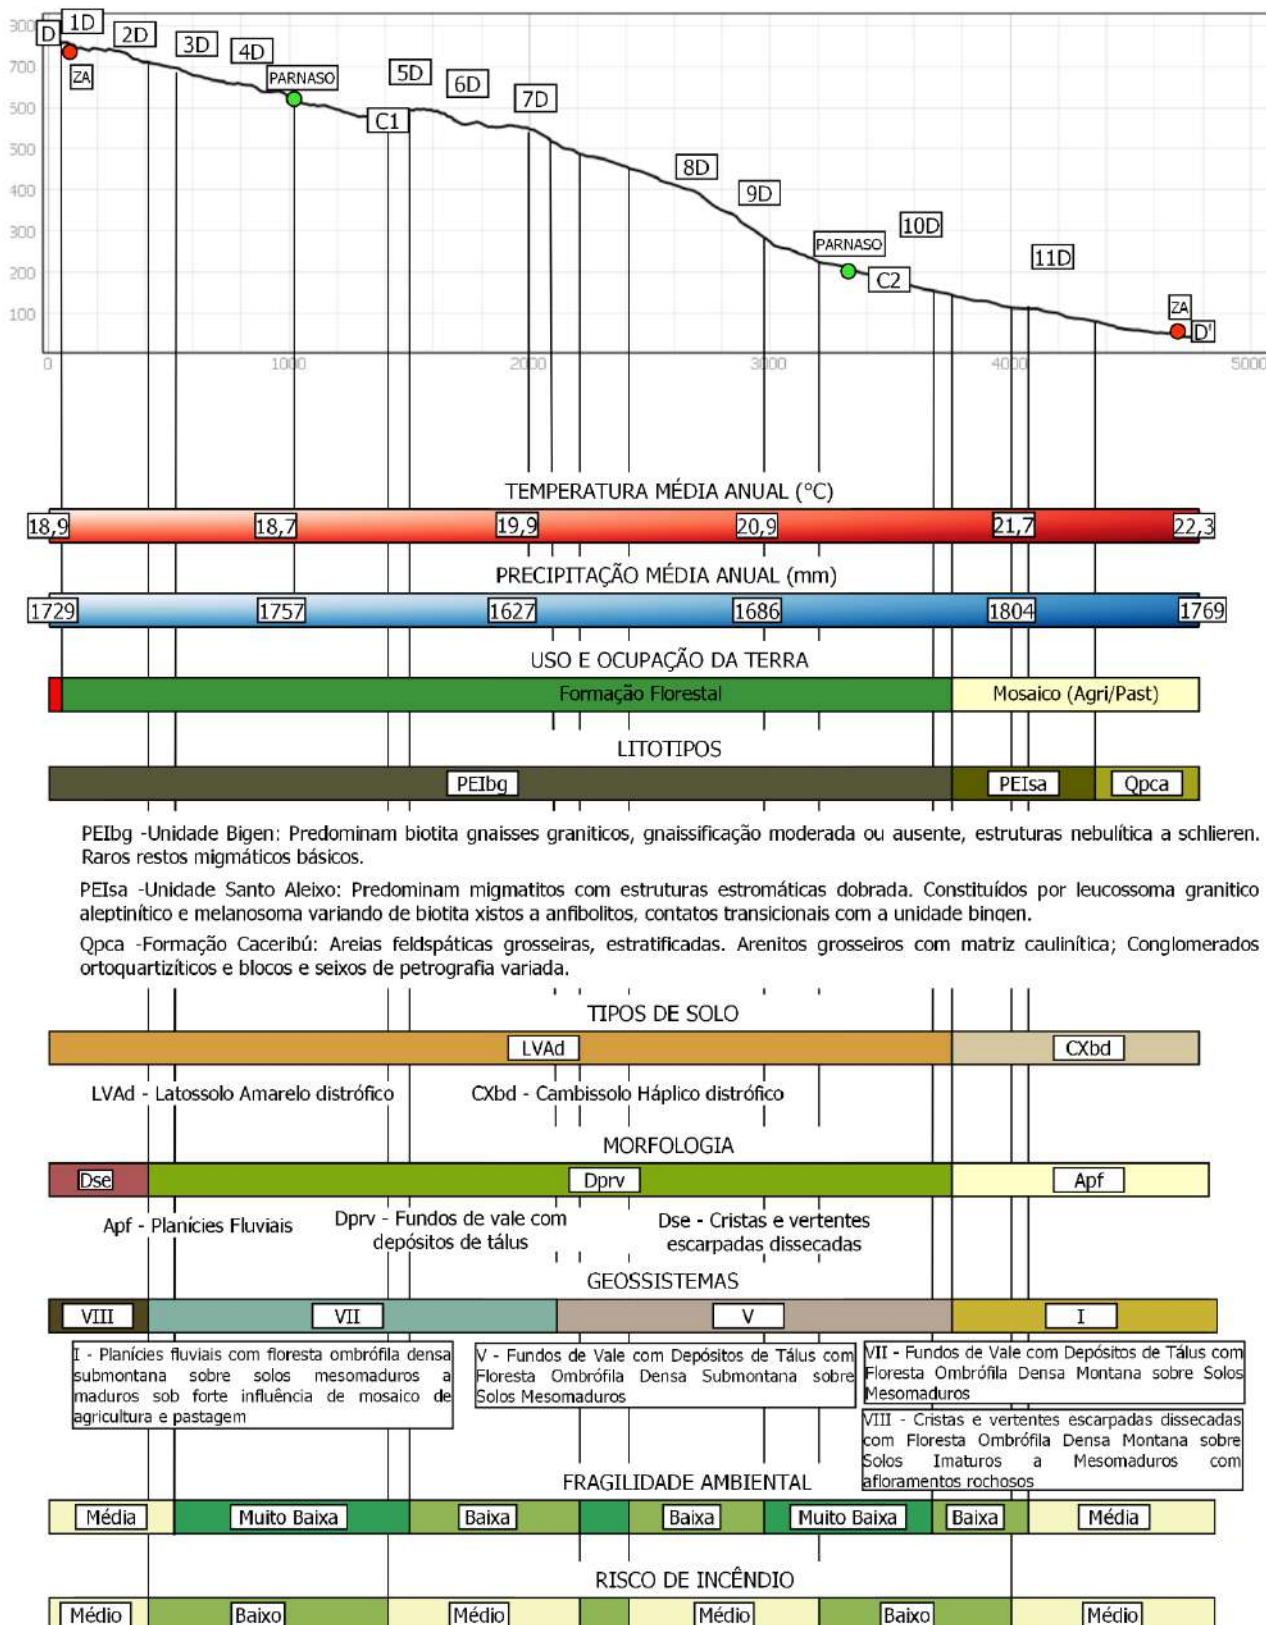 800
D
1D
2D
3D
4D
5D
6D
7D
8D
9D
10D
11D
700
ZA
PARNASO
C1
600
500
400
300
PARNASO
200
C2
100
ZA
D'
0
1000
2000
3000
4000
5000
TEMPERATURA MÉDIA ANUAL (°C)
18,9 18,7 19,9 20,9 21,7 22,3
PRECIPITAÇÃO MÉDIA ANUAL (mm)
1729 1757 1627 1686 1804 1769
USO E OCUPAÇÃO DA TERRA
Formação Florestal Mosaico (Agri/Past)
LITOTIPOS
PEIbg PEIsa Qpca
PEIbg -Unidade Bigen: Predominam biotita gnaisses graniticos, gnaissificação moderada ou ausente, estruturas nebulítica a schlieren.
Raros restos migmáticos básicos.
PEIsa -Unidade Santo Aleixo: Predominam migmatitos com estruturas estromáticas dobrada. Constituídos por leucossoma granitico
aleptinítico e melanosoma variando de biotita xistos a anfibolitos, contatos transicionais com a unidade bingen.
Qpca -Formação Caceribú: Areias feldspáticas grosseiras, estratificadas. Arenitos grosseiros com matriz caulinítica; Conglomerados
ortoquartizíticos e blocos e seixos de petrografia variada.
TIPOS DE SOLO
LVAd CXbd
LVAd - Latossolo Amarelo distrófico CXbd - Cambissolo Háplico distrófico
MORFOLOGIA
Dse Dprv Apf
Apf - Planícies Fluviais
Dprv - Fundos de vale com
depósitos de tálus
Dse - Cristas e vertentes
escarpadas dissecadas
GEOSSISTEMAS
VIII VII V I
I - Planícies fluviais com floresta ombrófila densa
submontana sobre solos mesomaduros a
maduros sob forte influência de mosaico de
agricultura e pastagem
V - Fundos de Vale com Depósitos de Tálus com
Floresta Ombrófila Densa Submontana sobre
Solos Mesomaduros
VII - Fundos de Vale com Depósitos de Tálus com
Floresta Ombrófila Densa Montana sobre Solos
Mesomaduros
VIII - Cristas e vertentes escarpadas dissecadas
com Floresta Ombrófila Densa Montana sobre
Solos Imaturos a Mesomaduros com
afloramentos rochosos
FRAGILIDADE AMBIENTAL
Média Muito Baixa Baixa Baixa Muito Baixa Baixa Média
RISCO DE INCÊNDIO
Médio Baixo Médio Médio Baixo Médio